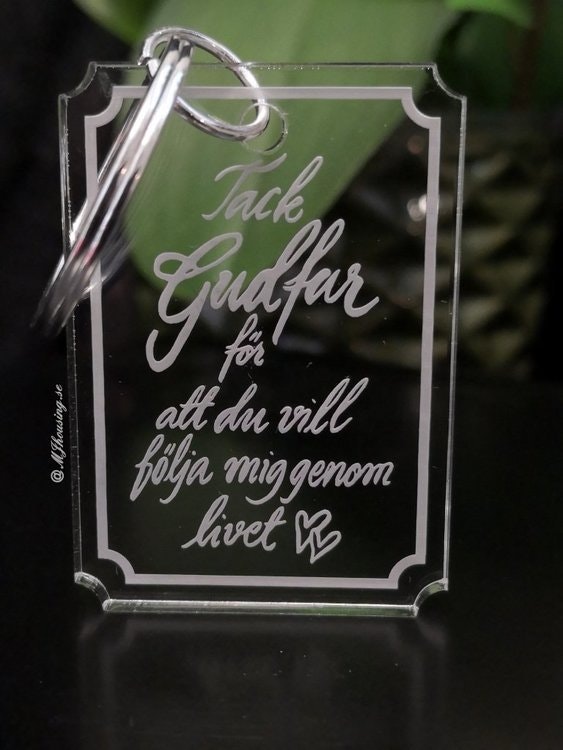 Tack
Gudfar
för
att du vill
följa mig genom
livet
@MJhousing.se